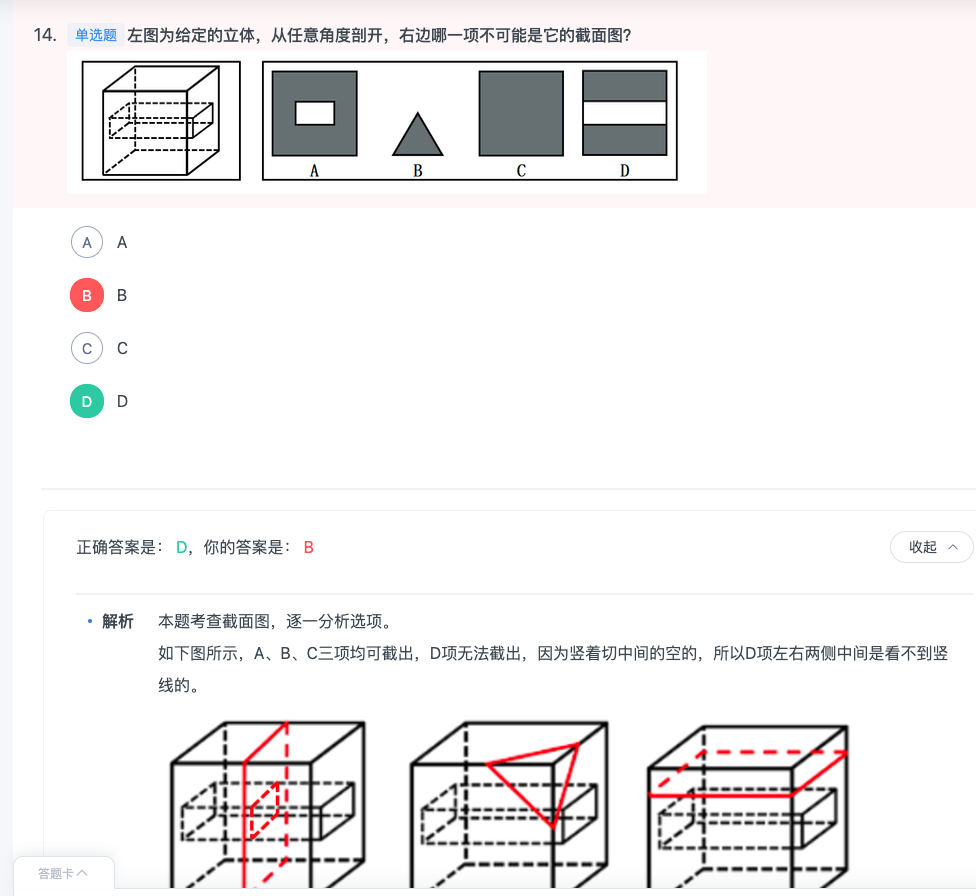 14. 单选题 左图为给定的立体，从任意角度剖开，右边哪一项不可能是它的截面图?
A B C D
A A
B B
C C
D D
正确答案是： D，你的答案是： B
收起
解析 本题考查截面图，逐一分析选项。
如下图所示，A、B、C三项均可截出，D项无法截出，因为竖着切中间的空的，所以D项左右两侧中间是看不到竖
线的。
答题卡